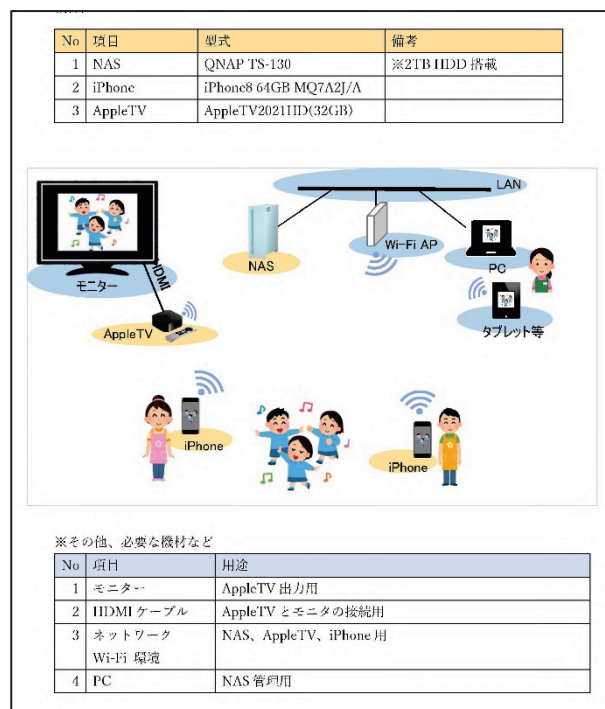 No 項目 型式 備考
1 NAS QNAP TS-130 ※2TB HDD 搭載
2 iPhone iPhone8 64GB MQ7A2J/A
3 AppleTV AppleTV2021HD(32GB)
LAN
Wi-Fi AP
NAS
PC
HDMI
モニター
AppleTV
タブレット等
iPhone
iPhone
※その他、必要な機材など
No 項目 用途
1 モニター AppleTV 出力用
2 HDMI ケーブル AppleTV とモニタの接続用
3 ネットワーク NAS、AppleTV、iPhone 用
Wi-Fi 環境
4 PC NAS 管理用